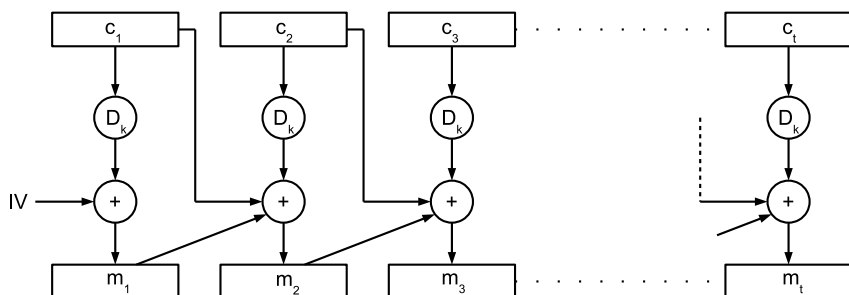 c1 c2 c3 ct
Dk Dk Dk Dk
IV + + + +
m1 m2 m3 mt